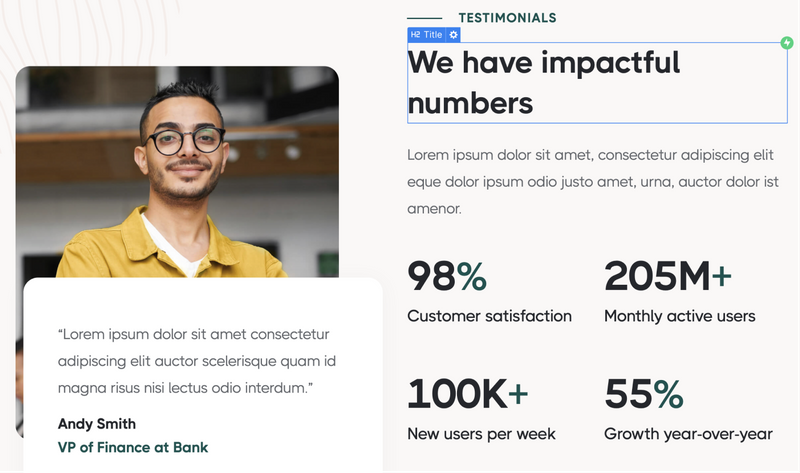 TESTIMONIALS
H2 Title
We have impactful
numbers
Lorem ipsum dolor sit amet, consectetur adipiscing elit
eque dolor ipsum odio justo amet, urna, auctor dolor ist
amenor.
98%
Customer satisfaction
205M+
Monthly active users
100K+
New users per week
55%
Growth year-over-year
“Lorem ipsum dolor sit amet consectetur
adipiscing elit auctor scelerisque quam id
magna risus nisi lectus odio interdum.”
Andy Smith
VP of Finance at Bank